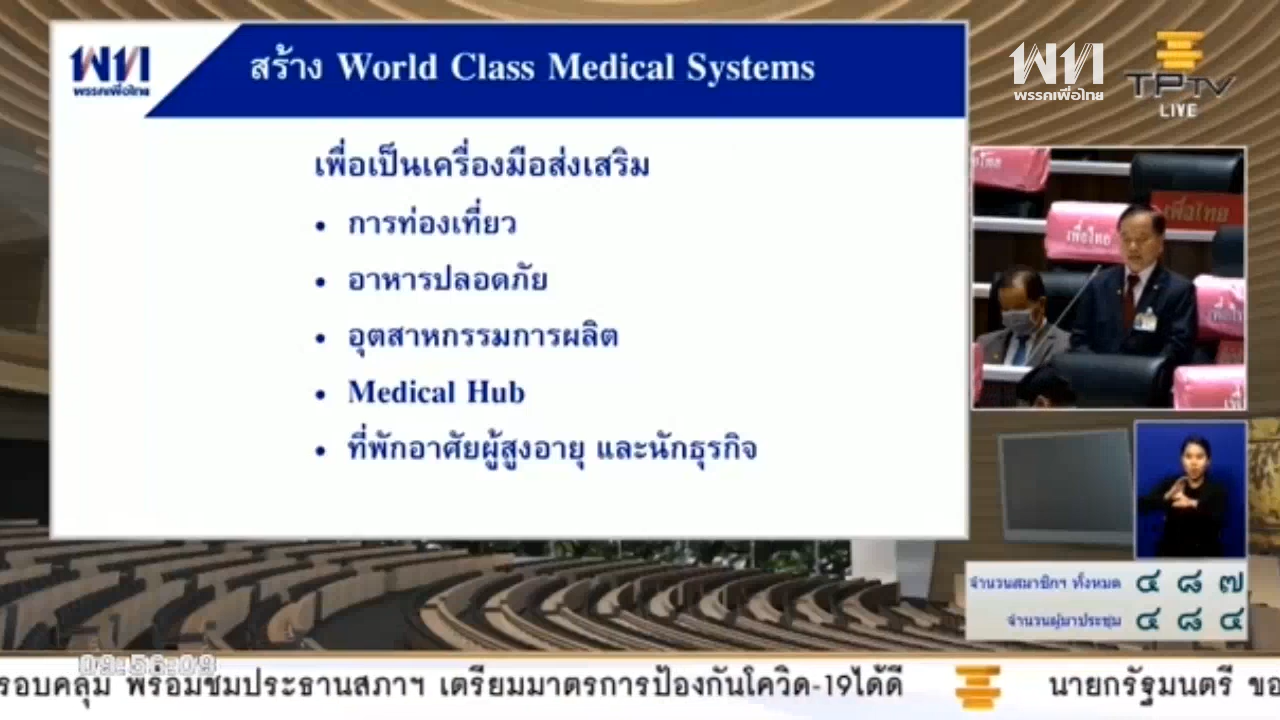 พท
พรรคเพื่อไทย
สร้าง World Class Medical Systems
พท
พรรคเพื่อไทย
TPTV
LIVE
เพื่อเป็นเครื่องมือส่งเสริม
• การท่องเที่ยว
• อาหารปลอดภัย
• อุตสาหกรรมการผลิต
• Medical Hub
• ที่พักอาศัยผู้สูงอายุ และนักธุรกิจ
เพื่อไทย
เพื่อไทย
จำนวนสมาชิกฯ ทั้งหมด ๔ ๘ ๗
จำนวนผู้มาประชุม ๔ ๘ ๔
09:56:09
รอบคลุม พร้อมชมประธานสภาฯ เตรียมมาตรการป้องกันโควิด-19ได้ดี นายกรัฐมนตรี ขอ